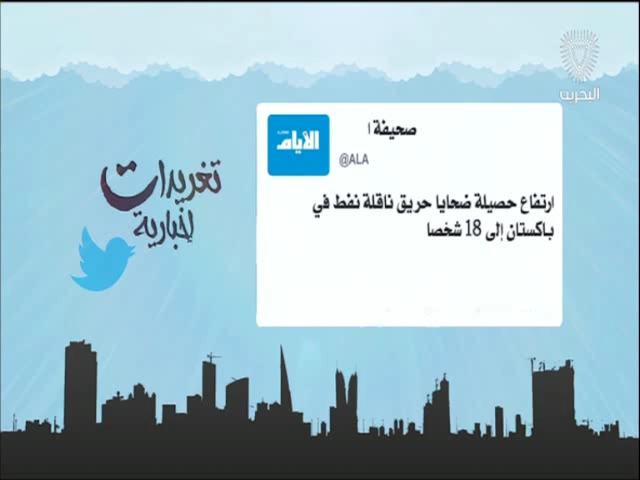 البحرين
تغريدات
إخبارية
الأيام
صحيفة ا
@ALA
ارتفاع حصيلة ضحايا حريق ناقلة نفط في
باكستان إلى 18 شخصا